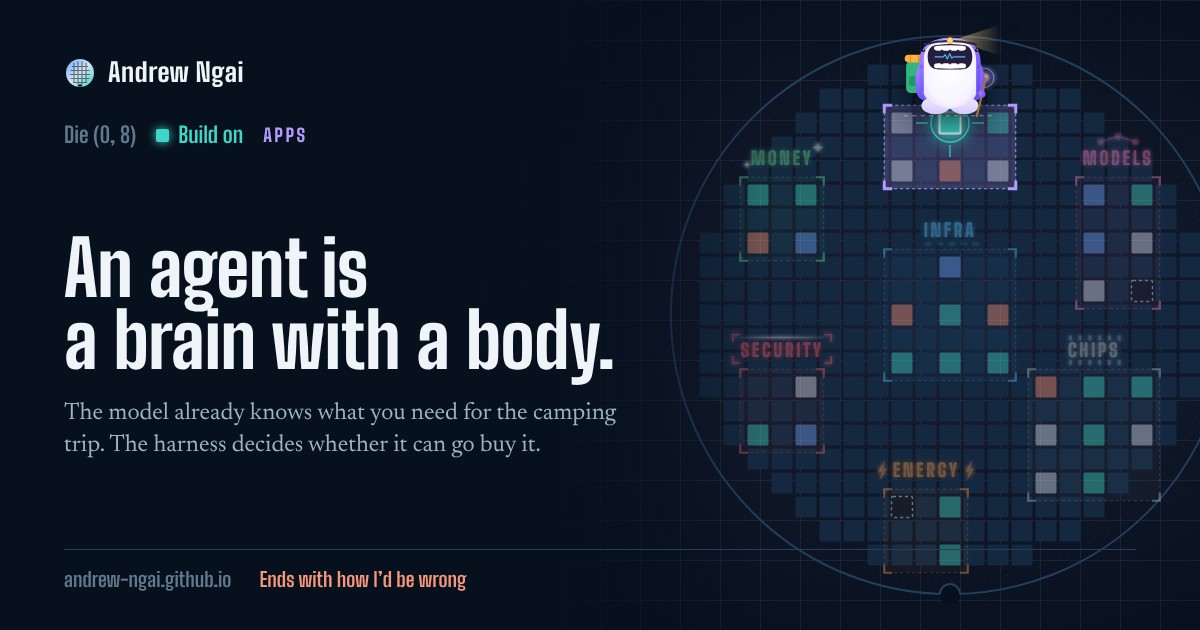 Andrew Ngai
Die (0, 8) Build on APPS
An agent is
a brain with a body.
The model already knows what you need for the camping
trip. The harness decides whether it can go buy it.
andrew-ngai.github.io Ends with how I’d be wrong
MONEY
MODELS
INFRA
SECURITY
CHIPS
ENERGY